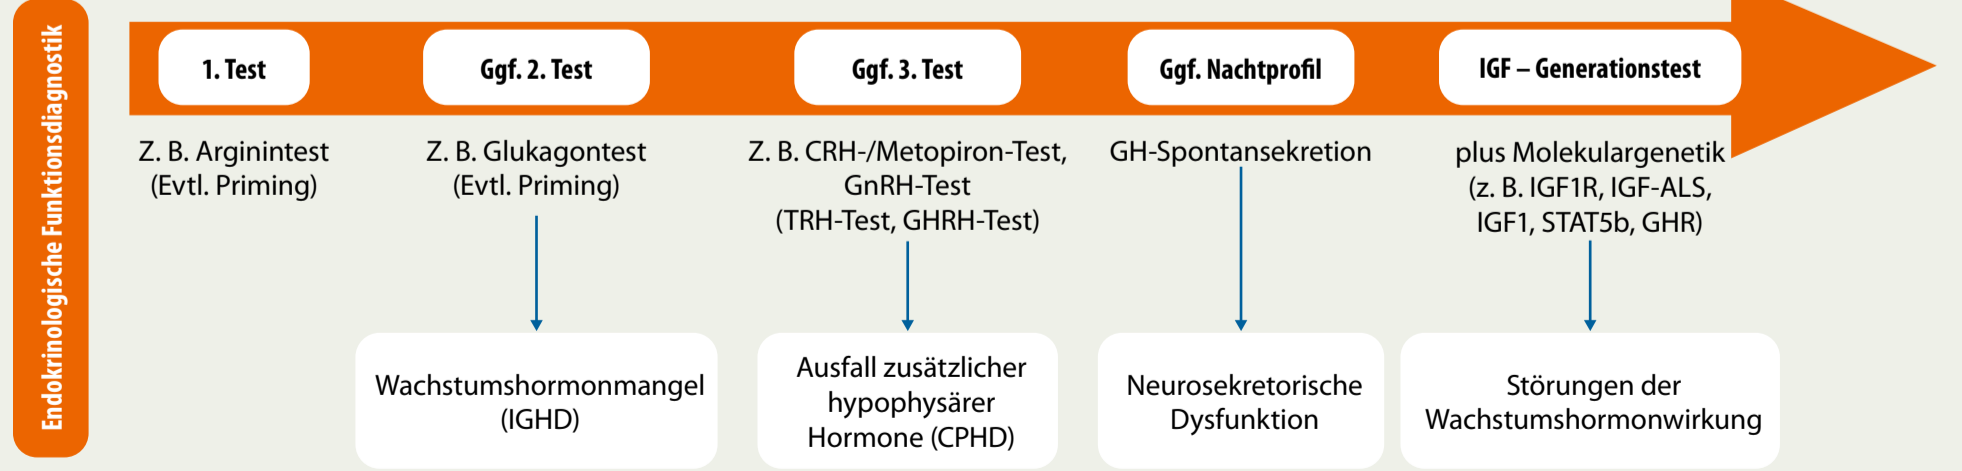 Endokrinologische Funktionsdiagnostik
1. Test
Ggf. 2. Test
Ggf. 3. Test
Ggf. Nachtprofil
IGF – Generationstest
Z. B. Arginintest
(Evtl. Priming)
Z. B. Glukagontest
(Evtl. Priming)
Z. B. CRH-/Metopiron-Test,
GnRH-Test
(TRH-Test, GHRH-Test)
GH-Spontansekretion
plus Molekulargenetik
(z. B. IGF1R, IGF-ALS,
IGF1, STAT5b, GHR)
Wachstumshormonmangel
(IGHD)
Ausfall zusätzlicher
hypophysärer
Hormone (CPHD)
Neurosekretorische
Dysfunktion
Störungen der
Wachstumshormonwirkung